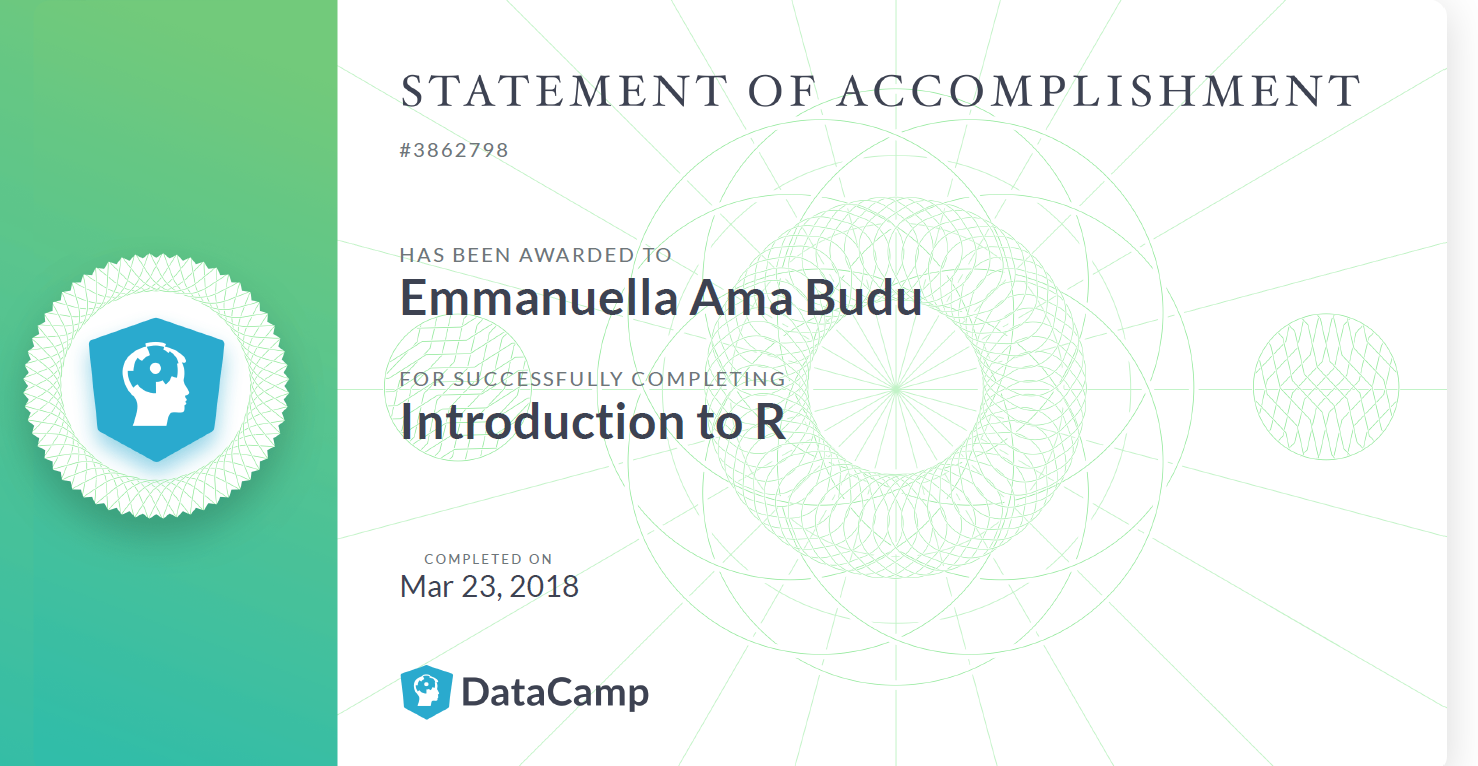 STATEMENT OF ACCOMPLISHMENT
#3862798
HAS BEEN AWARDED TO
Emmanuella Ama Budu
FOR SUCCESSFULLY COMPLETING
Introduction to R
COMPLETED ON
Mar 23, 2018
DataCamp